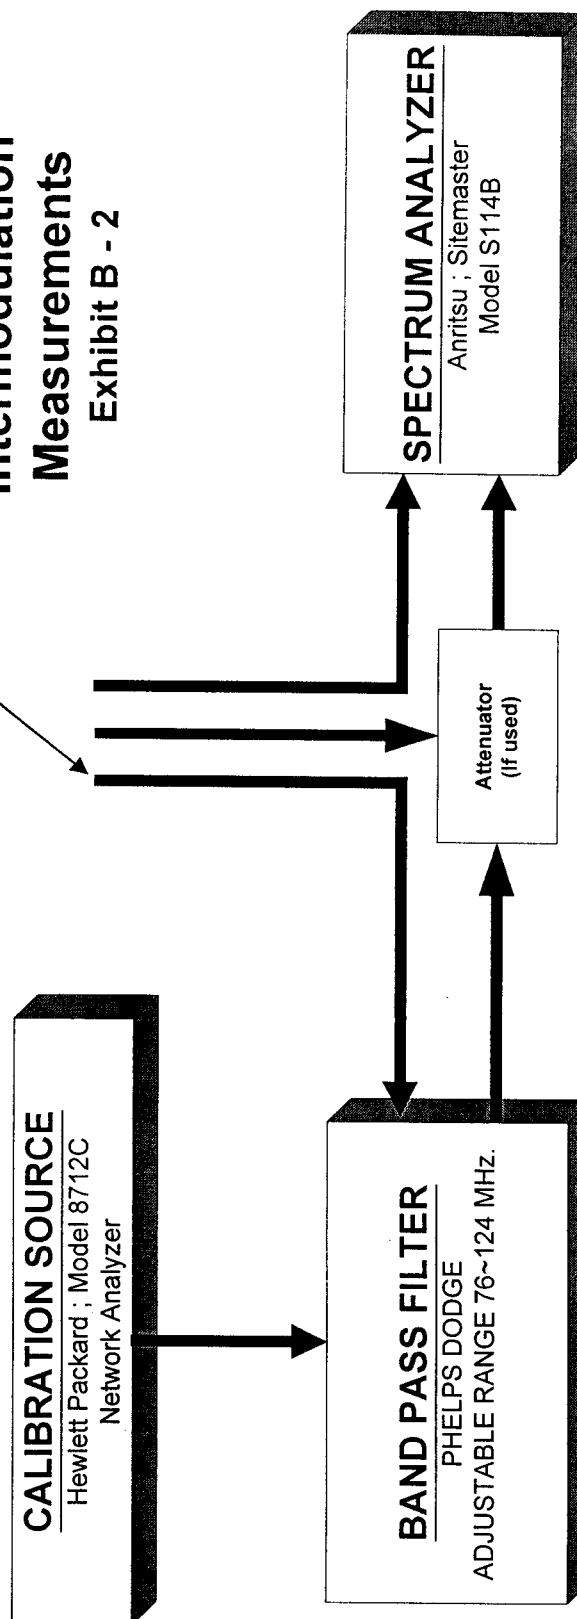 Intermodulation
Measurements
Exhibit B - 2
CALIBRATION SOURCE
Hewlett Packard ; Model 8712C
Network Analyzer
BAND PASS FILTER
PHELPS DODGE
ADJUSTABLE RANGE 76~124 MHz.
Attenuator
(If used)
SPECTRUM ANALYZER
Anritsu ; Sitemaster
Model S114B